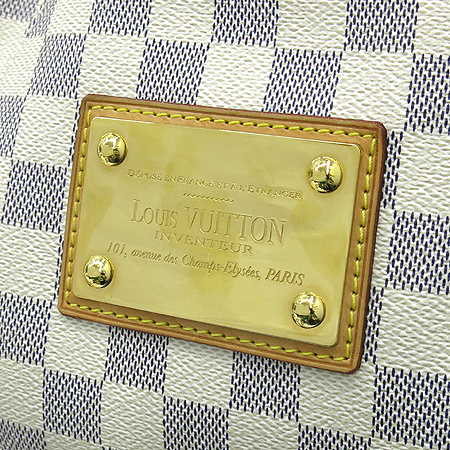 DÉPOSÉ EN FRANCE ET A L'ÉTRANGER
LOUIS VUITTON
INVENTEUR
101, avenue des Champs-Elysées, PARIS